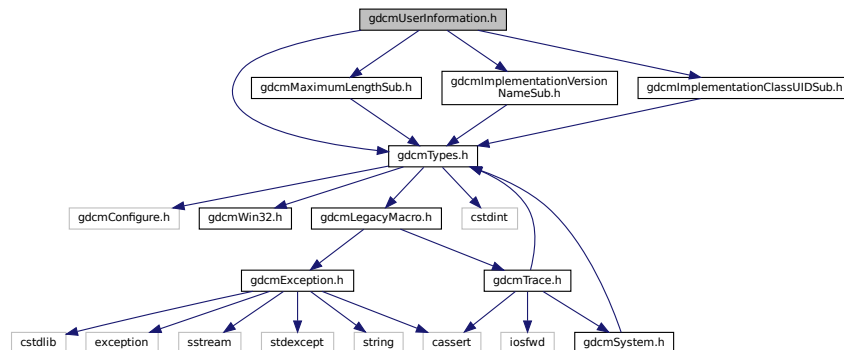 gdcmUserInformation.h
gdcmMaximumLengthSub.h
gdcmImplementationVersion
NameSub.h
gdcmImplementationClassUIDSub.h
gdcmTypes.h
gdcmConfigure.h
gdcmWin32.h
gdcmLegacyMacro.h
cstdint
gdcmException.h
gdcmTrace.h
cstdlib
exception
sstream
stdexcept
string
cassert
iosfwd
gdcmSystem.h